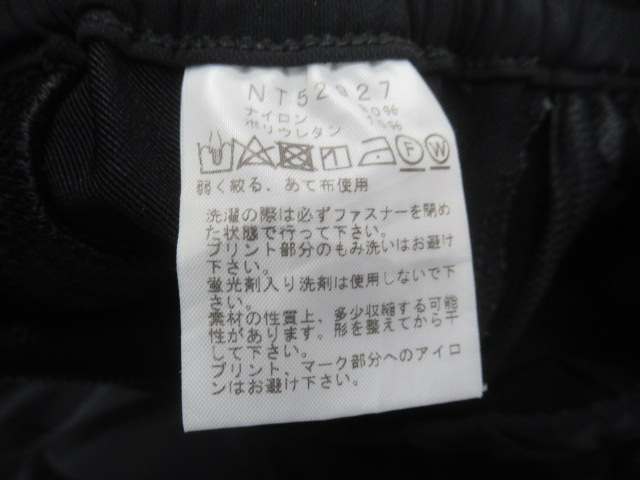 NT52927
ナイロン 90%
ポリウレタン 10%
F W
弱く絞る、あて布使用
洗濯の際は必ずファスナーを閉め
た状態で行って下さい。
プリント部分のもみ洗いはお避け
下さい。
蛍光剤入り洗剤は使用しないで下
さい。
素材の性質上、多少収縮する可能
性があります。形を整えてから干
して下さい。
プリント、マーク部分へのアイロ
ンはお避け下さい。